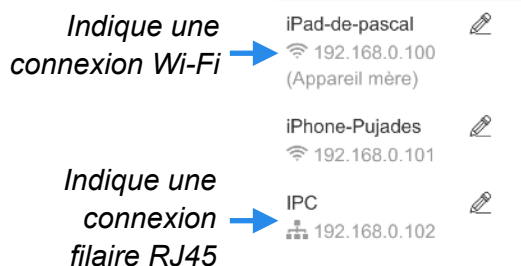 Indique une
connexion Wi-Fi
iPad-de-pascal
192.168.0.100
(Appareil mère)
iPhone-Pujades
192.168.0.101
Indique une
connexion
filaire RJ45
IPC
192.168.0.102